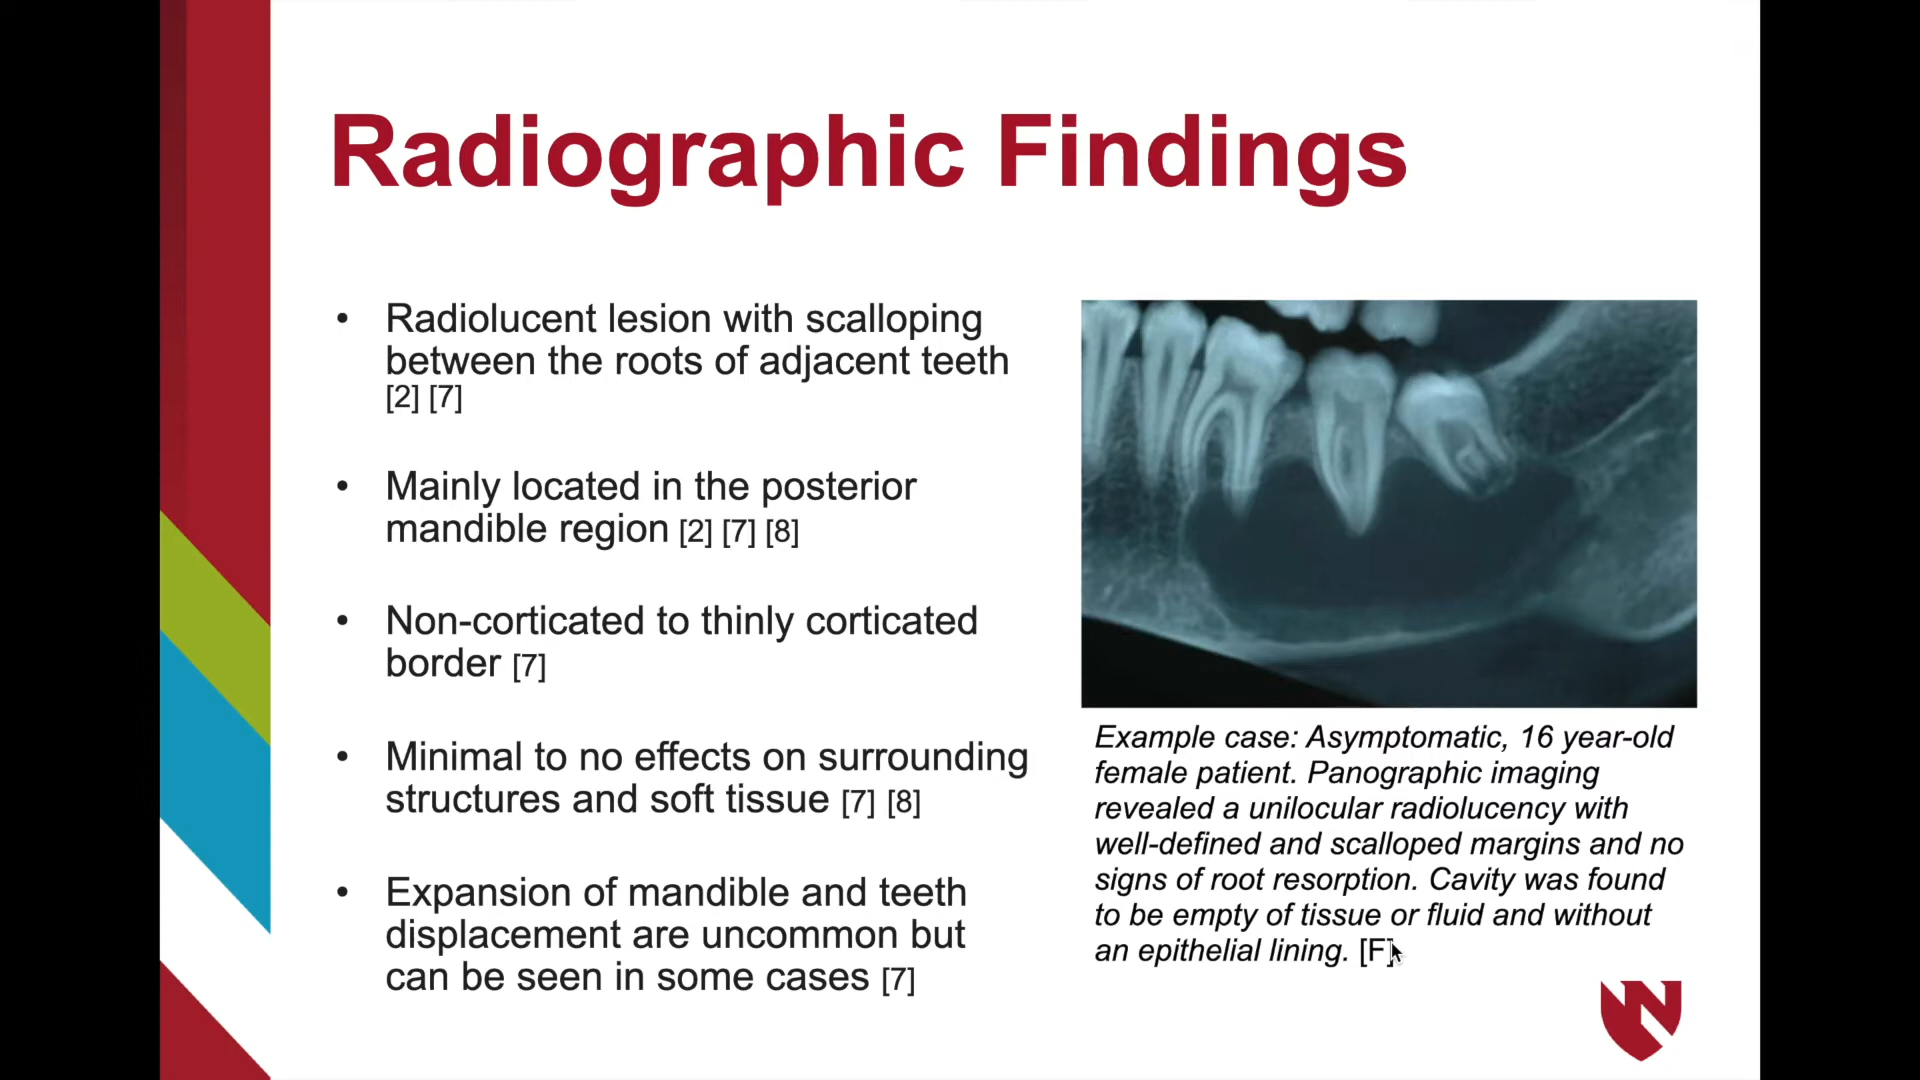 Radiographic Findings
• Radiolucent lesion with scalloping
between the roots of adjacent teeth
[2] [7]
• Mainly located in the posterior
mandible region [2] [7] [8]
• Non-corticated to thinly corticated
border [7]
• Minimal to no effects on surrounding
structures and soft tissue [7] [8]
• Expansion of mandible and teeth
displacement are uncommon but
can be seen in some cases [7]
Example case: Asymptomatic, 16 year-old
female patient. Panographic imaging
revealed a unilocular radiolucency with
well-defined and scalloped margins and no
signs of root resorption. Cavity was found
to be empty of tissue or fluid and without
an epithelial lining. [F]
N